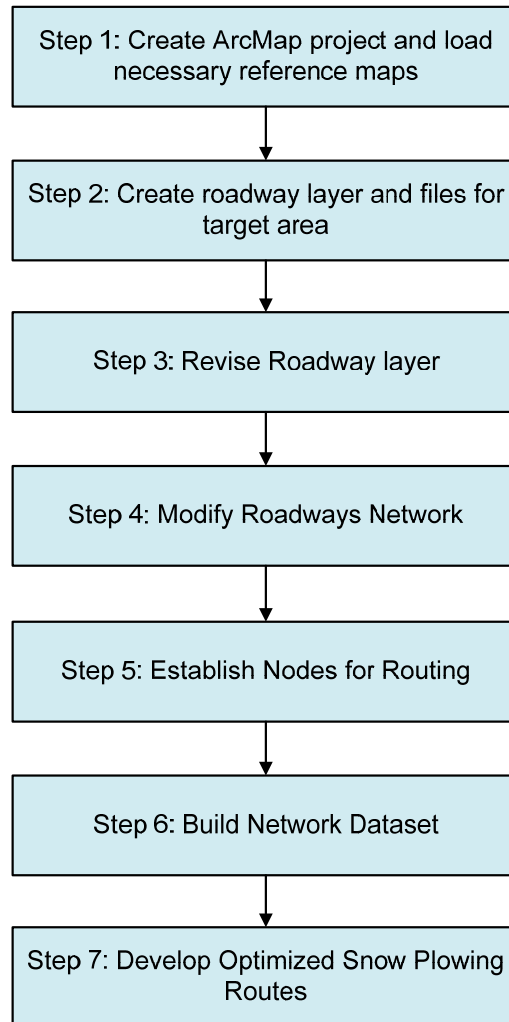 Step 1: Create ArcMap project and load
necessary reference maps
Step 2: Create roadway layer and files for
target area
Step 3: Revise Roadway layer
Step 4: Modify Roadways Network
Step 5: Establish Nodes for Routing
Step 6: Build Network Dataset
Step 7: Develop Optimized Snow Plowing
Routes